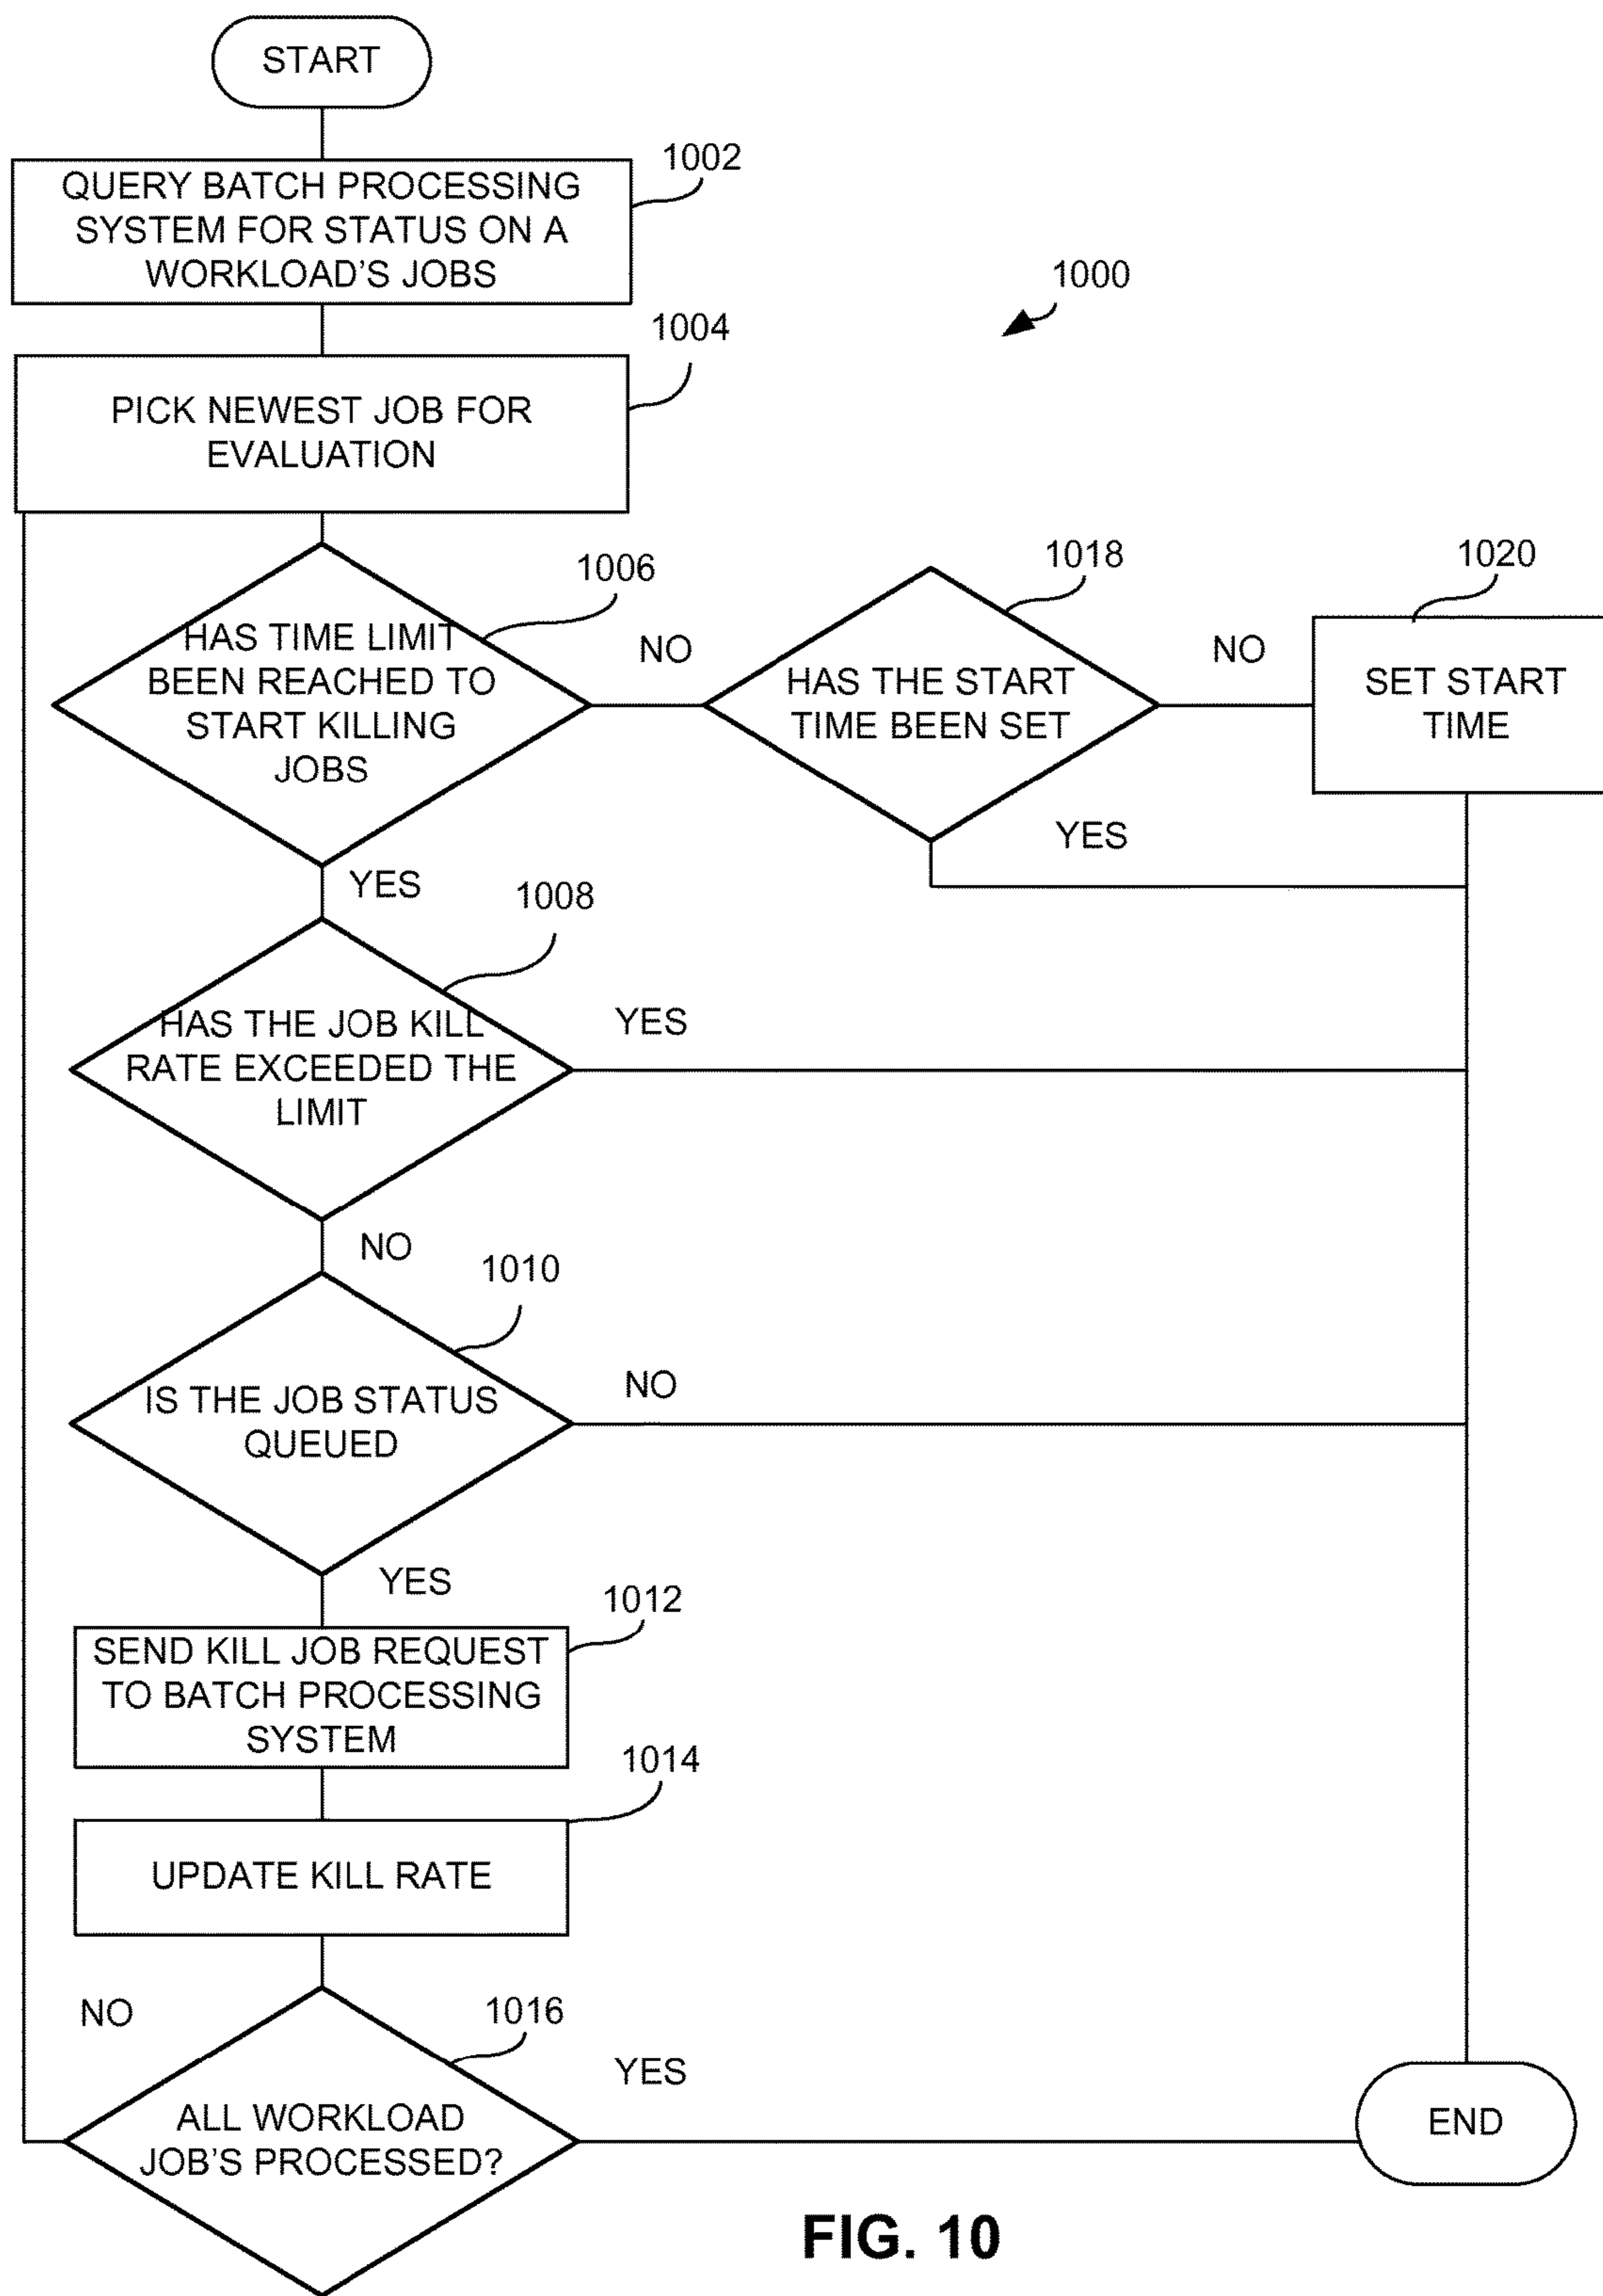 START
1002
QUERY BATCH PROCESSING
SYSTEM FOR STATUS ON A
WORKLOAD'S JOBS
1000
1004
PICK NEWEST JOB FOR
EVALUATION
1006
HAS TIME LIMIT
BEEN REACHED TO
START KILLING
JOBS
NO
1018
HAS THE START
TIME BEEN SET
NO
1020
SET START
TIME
YES
YES
1008
HAS THE JOB KILL
RATE EXCEEDED THE
LIMIT
YES
NO
1010
IS THE JOB STATUS
QUEUED
NO
YES
1012
SEND KILL JOB REQUEST
TO BATCH PROCESSING
SYSTEM
1014
UPDATE KILL RATE
NO
1016
ALL WORKLOAD
JOB'S PROCESSED?
YES
END
FIG. 10